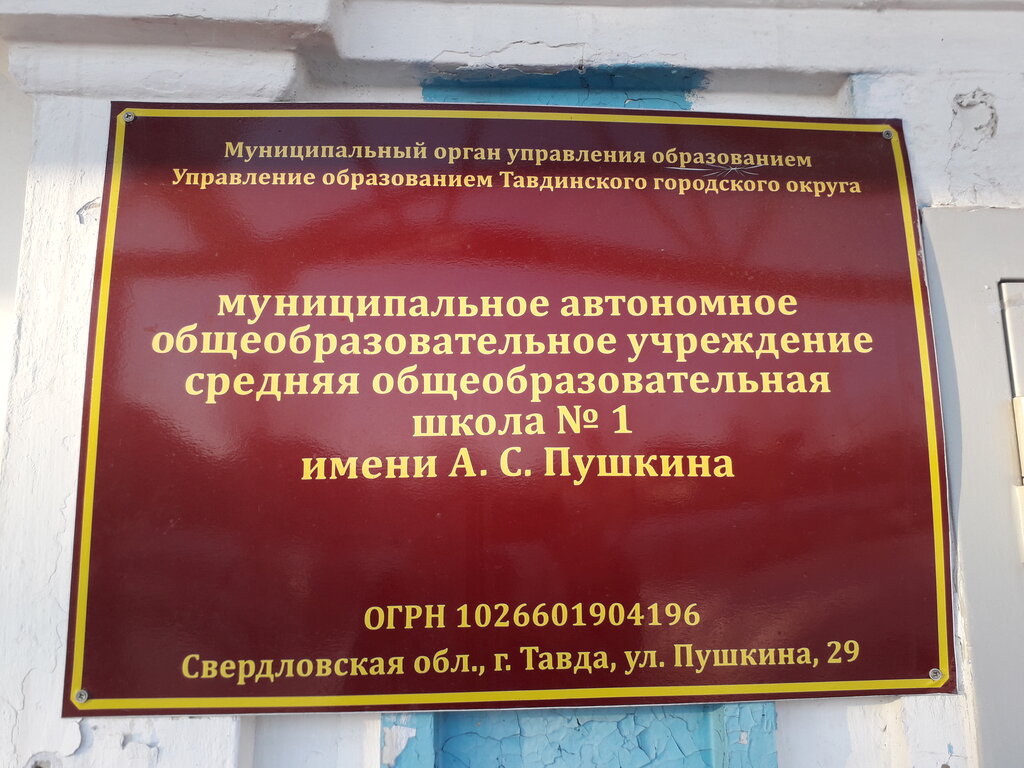 Муниципальный орган управления образованием
Управление образованием Тавдинского городского округа
муниципальное автономное
общеобразовательное учреждение
средняя общеобразовательная
школа № 1
имени А. С. Пушкина
ОГРН 1026601904196
Свердловская обл., г. Тавда, ул. Пушкина, 29